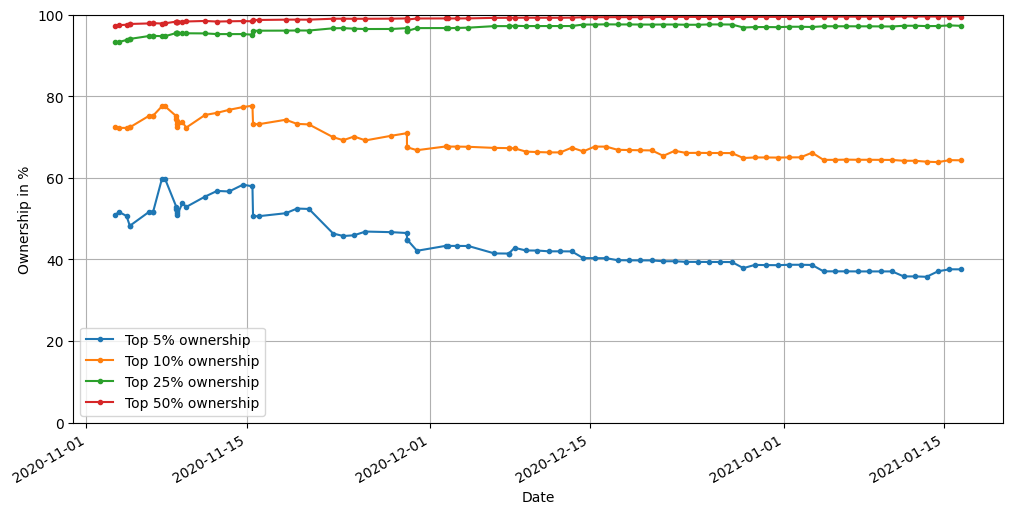 100
80
60
40
20
0
Ownership in %
Top 5% ownership
Top 10% ownership
Top 25% ownership
Top 50% ownership
2020-11-01
2020-11-15
2020-12-01
2020-12-15
2021-01-01
2021-01-15
Date